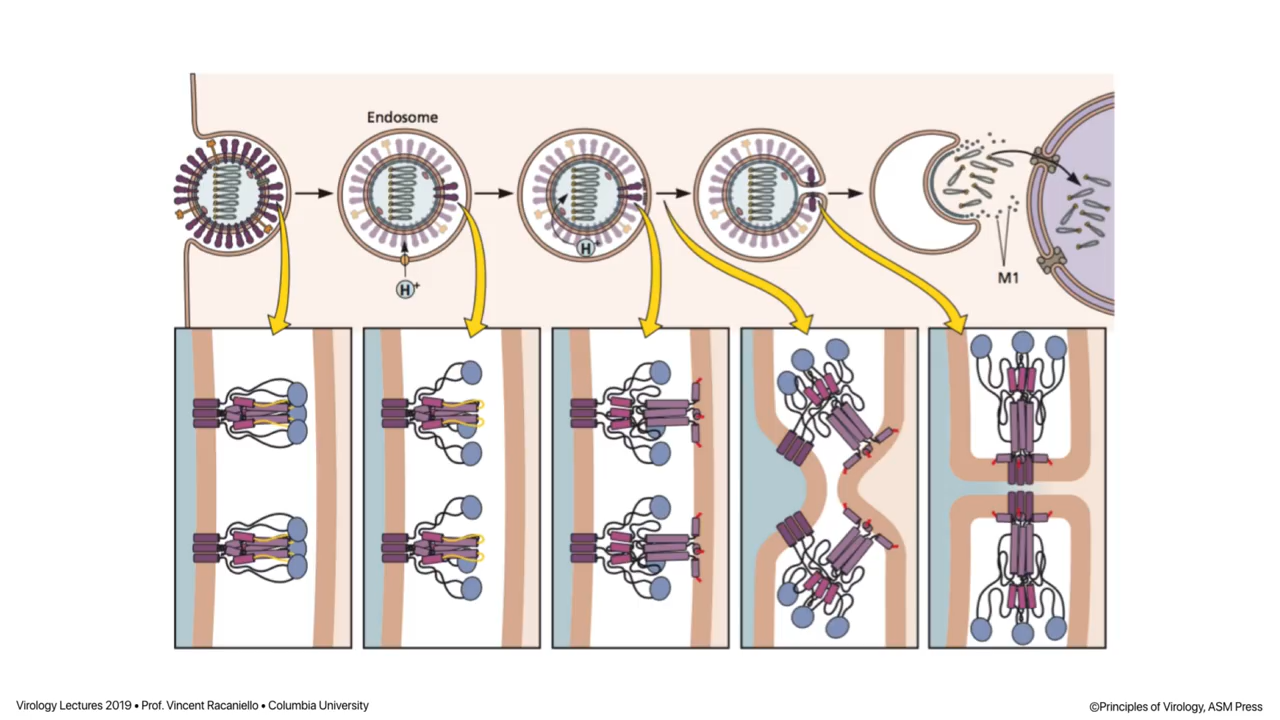 Endosome
H+
H+
M1
Virology Lectures 2019 • Prof. Vincent Racaniello • Columbia University
©Principles of Virology, ASM Press